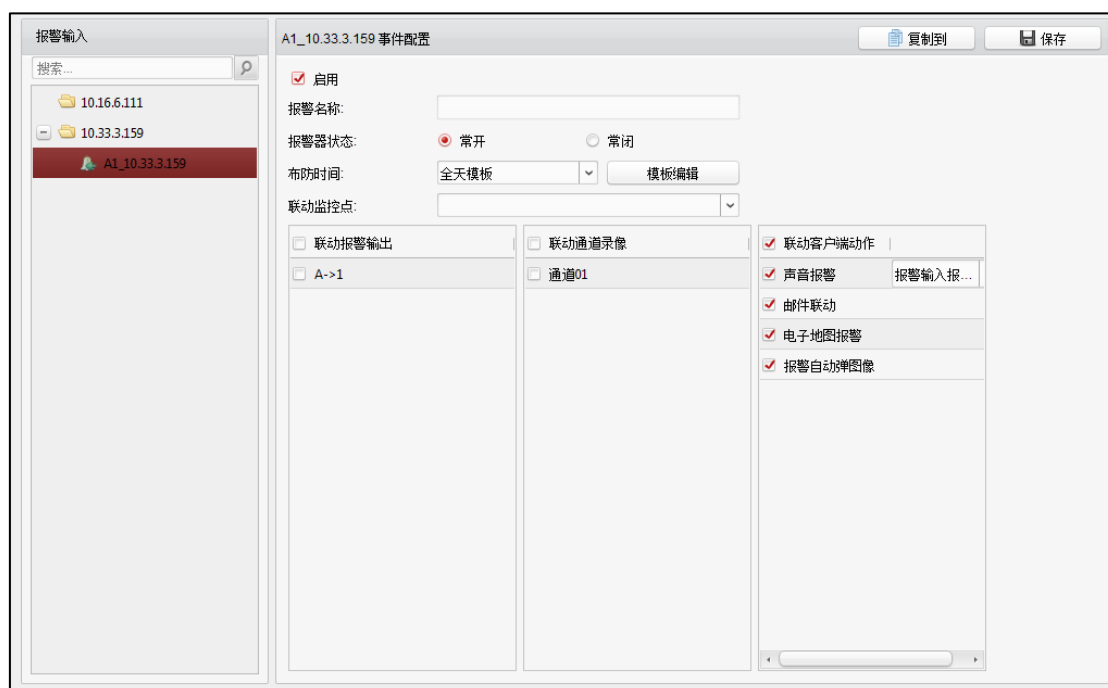 报警输入
搜索...
10.16.6.111
10.33.3.159
A1_10.33.3.159
A1_10.33.3.159 事件配置
复制到
保存
启用
报警名称:
报警器状态: 常开 常闭
布防时间: 全天模板 模板编辑
联动监控点:
联动报警输出
A->1
联动通道录像
通道01
联动客户端动作
声音报警 报警输入报...
邮件联动
电子地图报警
报警自动弹图像